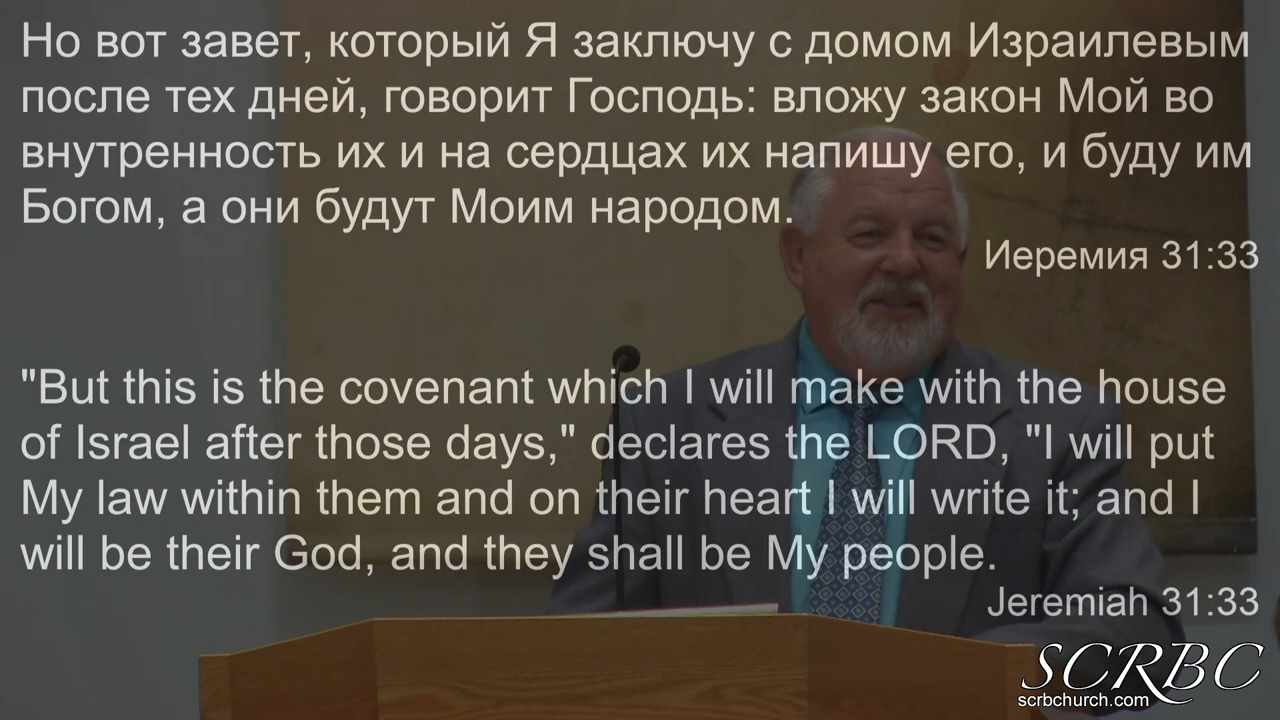 Но вот завет, который Я заключу с домом Израилевым
после тех дней, говорит Господь: вложу закон Мой во
внутренность их и на сердцах их напишу его, и буду им
Богом, а они будут Моим народом.
Иеремия 31:33
"But this is the covenant which I will make with the house
of Israel after those days," declares the LORD, "I will put
My law within them and on their heart I will write it; and I
will be their God, and they shall be My people.
Jeremiah 31:33
SCRBC
scrbchurch.com